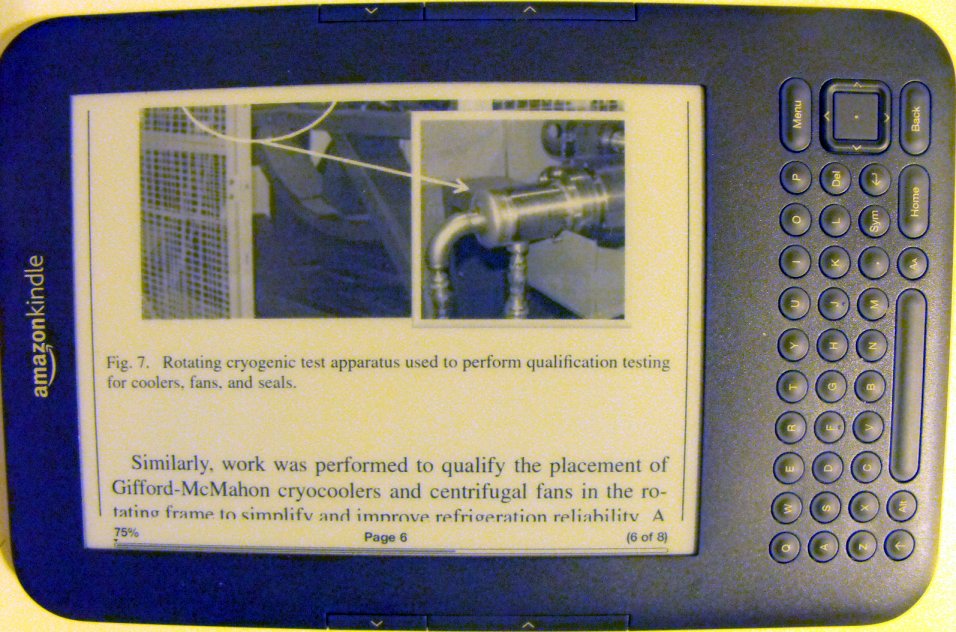 amazonkindle
Fig. 7. Rotating cryogenic test apparatus used to perform qualification testing
for coolers, fans, and seals.
Similarly, work was performed to qualify the placement of
Gifford-McMahon cryocoolers and centrifugal fans in the ro-
tating frame to simplify and improve refrigeration reliability. A
75%
Page 6
(6 of 8)
Menu
Back
P
Del
O
L
Sym
Home
I
K
.
Aa
U
J
M
Y
H
N
T
G
B
R
F
V
E
D
C
W
S
X
Alt
Q
A
Z